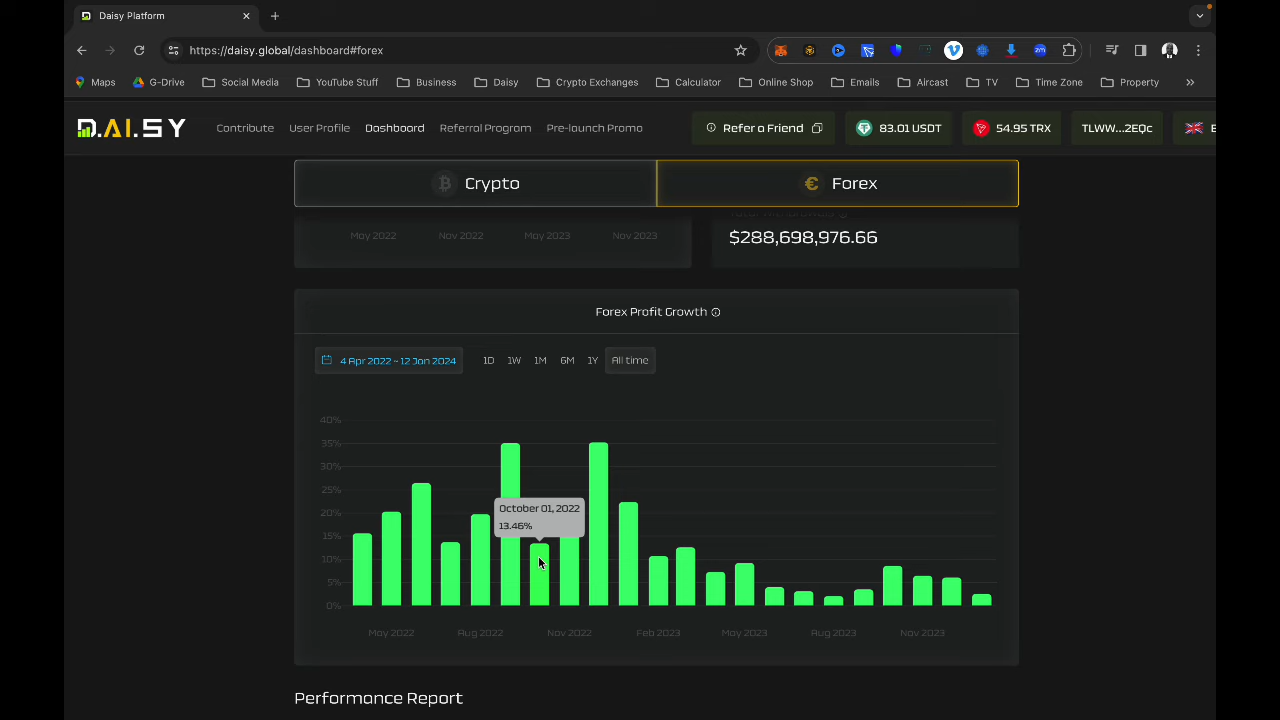 Daisy Platform
https://daisy.global/dashboard#forex
Maps G-Drive Social Media YouTube Stuff Business Daisy Crypto Exchanges Calculator Online Shop Emails Aircast TV Time Zone Property »
D.AI.SY Contribute User Profile Dashboard Referral Program Pre-launch Promo Refer a Friend 83.01 USDT 54.95 TRX TLWW...2EQc E
Crypto Forex
May 2022 Nov 2022 May 2023 Nov 2023
$288,698,976.66
Forex Profit Growth
4 Apr 2022 ~ 12 Jan 2024 1D 1W 1M 6M 1Y All time
40%
35%
30%
25%
20%
15%
10%
5%
0%
October 01, 2022
13.46%
May 2022 Aug 2022 Nov 2022 Feb 2023 May 2023 Aug 2023 Nov 2023
Performance Report